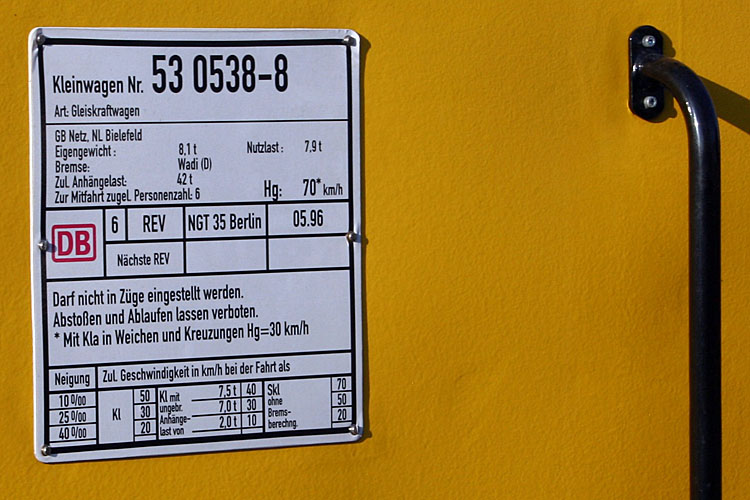 Kleinwagen Nr. 53 0538-8
Art: Gleiskraftwagen
GB Netz, NL Bielefeld
Eigengewicht: 8,1 t Nutzlast: 7,9 t
Bremse: Wadi (D)
Zul. Anhängelast: 42 t
Zur Mitfahrt zugel. Personenzahl: 6 Hg: 70* km/h
DB 6 REV NGT 35 Berlin 05.96
Nächste REV
Darf nicht in Züge eingestellt werden.
Abstoßen und Ablaufen lassen verboten.
* Mit Kla in Weichen und Kreuzungen Hg=30 km/h
Neigung Zul. Geschwindigkeit in km/h bei der Fahrt als
10 0/00 Kl 50 Kl mit 7,5 t 40 Skl 70
25 0/00 30 ungebr. 7,0 t 30 ohne 50
40 0/00 20 Anhänge- 2,0 t 10 Brems- 20
last von berechng.